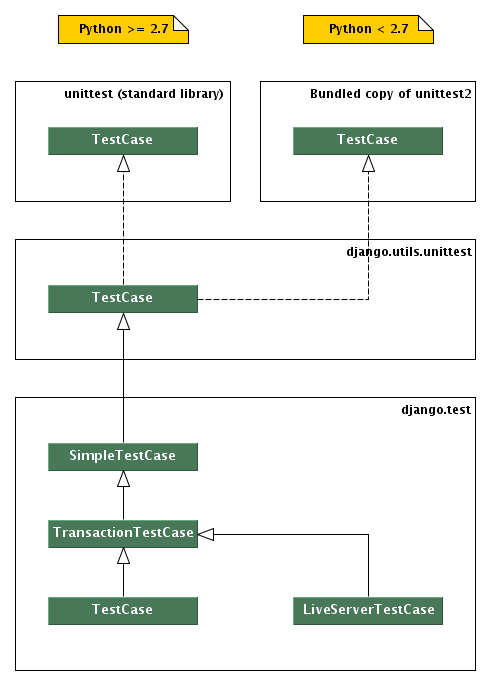 Python >= 2.7
Python < 2.7
unittest (standard library)
TestCase
Bundled copy of unittest2
TestCase
django.utils.unittest
TestCase
django.test
SimpleTestCase
TransactionTestCase
TestCase
LiveServerTestCase